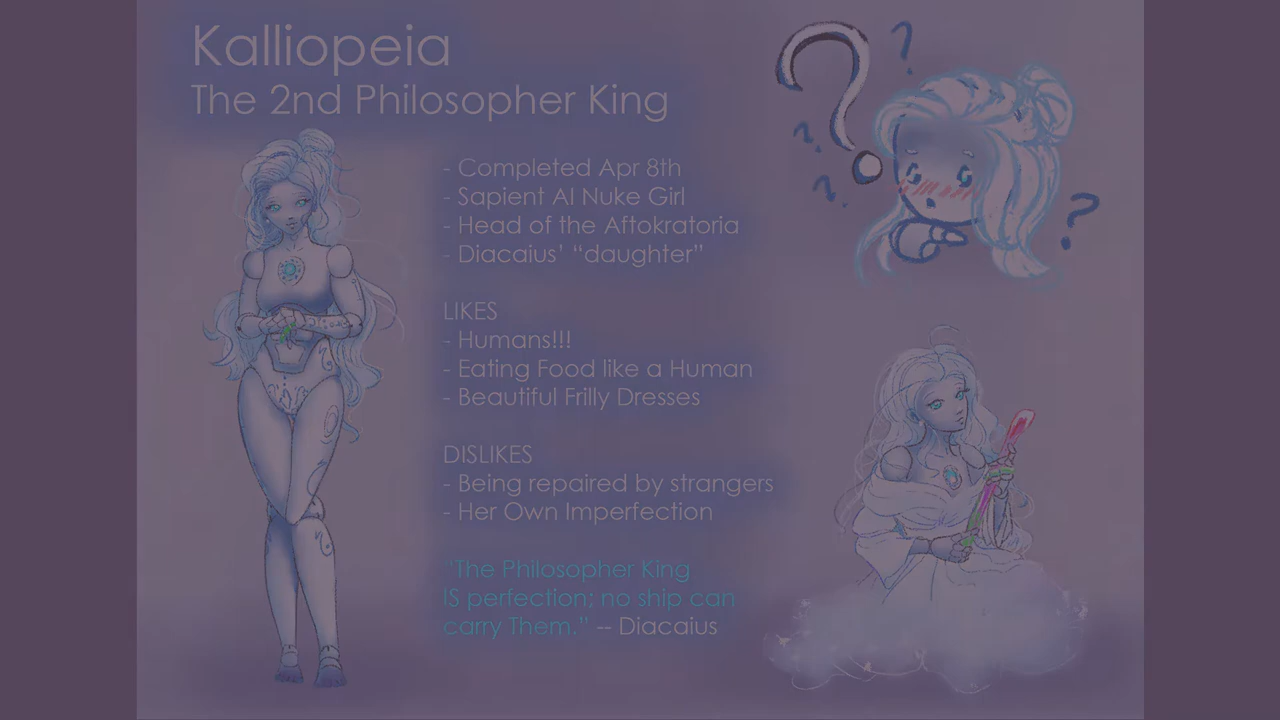 Kalliopeia
The 2nd Philosopher King
- Completed Apr 8th
- Sapient AI Nuke Girl
- Head of the Aftokratoria
- Diacaius’ “daughter”
LIKES
- Humans!!!
- Eating Food like a Human
- Beautiful Frilly Dresses
DISLIKES
- Being repaired by strangers
- Her Own Imperfection
"The Philosopher King
IS perfection; no ship can
carry Them.” -- Diacaius
? ? ? ? ?